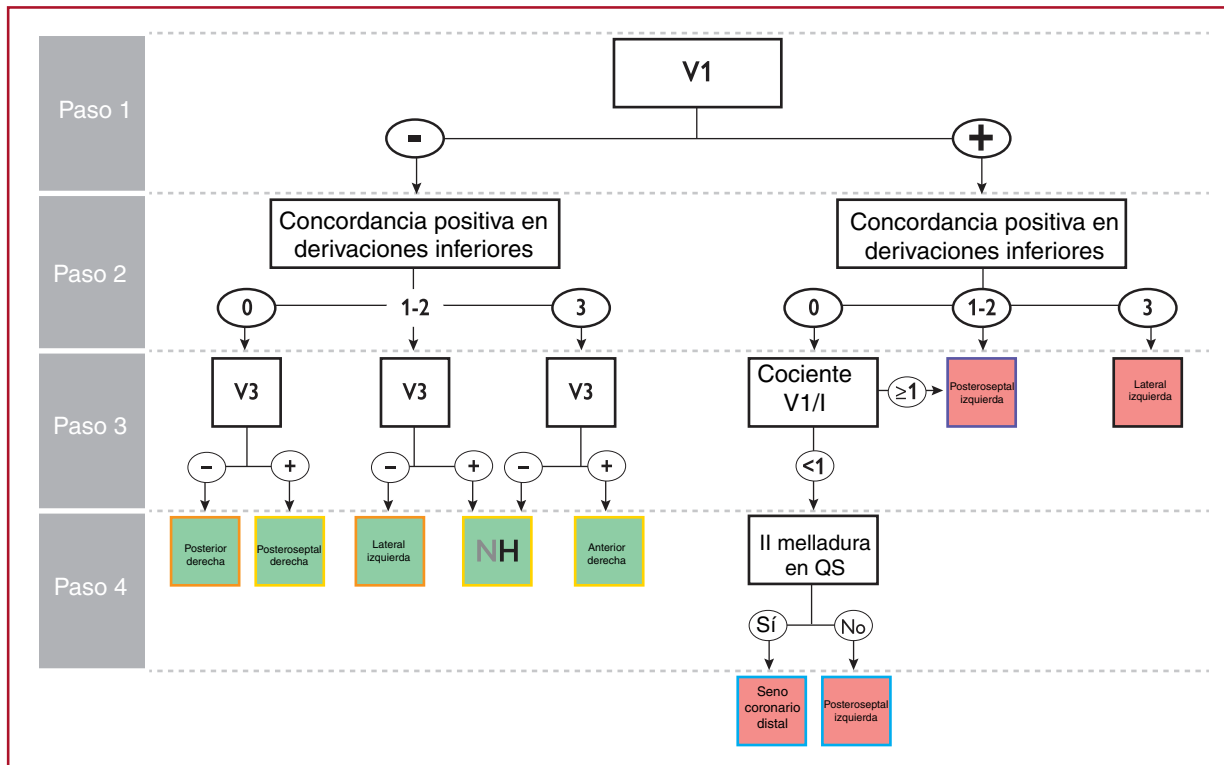 Paso 1
V1
-
+
Paso 2
Concordancia positiva en
derivaciones inferiores
Concordancia positiva en
derivaciones inferiores
0
1-2
3
0
1-2
3
Paso 3
V3
V3
V3
Cociente
V1/I
≥1
Posteroseptal
izquierda
Lateral
izquierda
−
+
−
+
−
+
<1
Paso 4
Posterior
derecha
Posteroseptal
derecha
Lateral
izquierda
NH
Anterior
derecha
II melladura
en QS
Sí
No
Seno
coronario
distal
Posteroseptal
izquierda